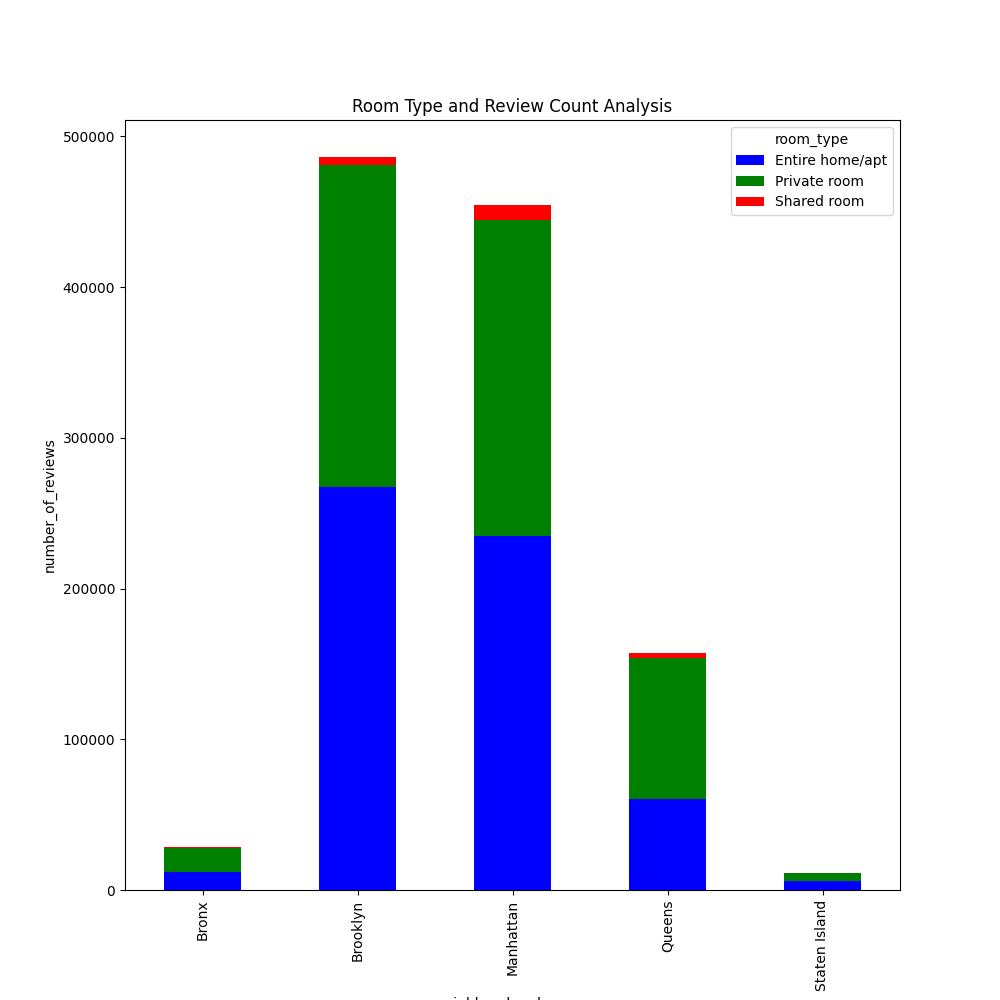 Room Type and Review Count Analysis
room_type
Entire home/apt
Private room
Shared room
number_of_reviews
500000
400000
300000
200000
100000
0
Bronx
Brooklyn
Manhattan
Queens
Staten Island